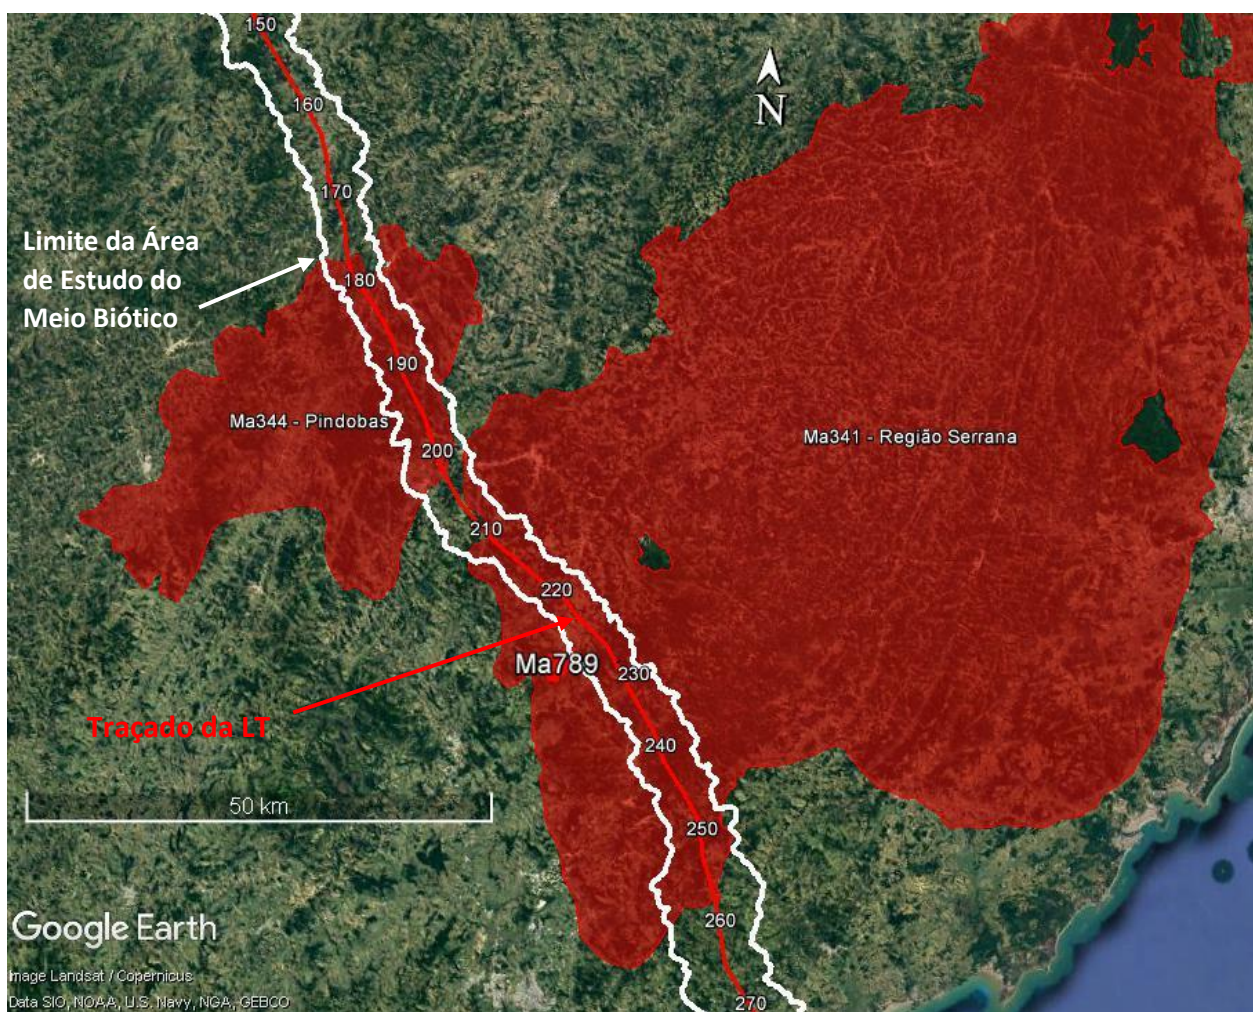 150
160
N
170
Limite da Área
de Estudo do
Meio Biótico
180
190
Ma344 - Pindobas
200
Ma341 - Região Serrana
210
220
Ma789
230
Traçado da LT
240
50 km
250
260
Google Earth
Image Landsat / Copernicus
Data SIO, NOAA, U.S. Navy, NGA, GEBCO
270